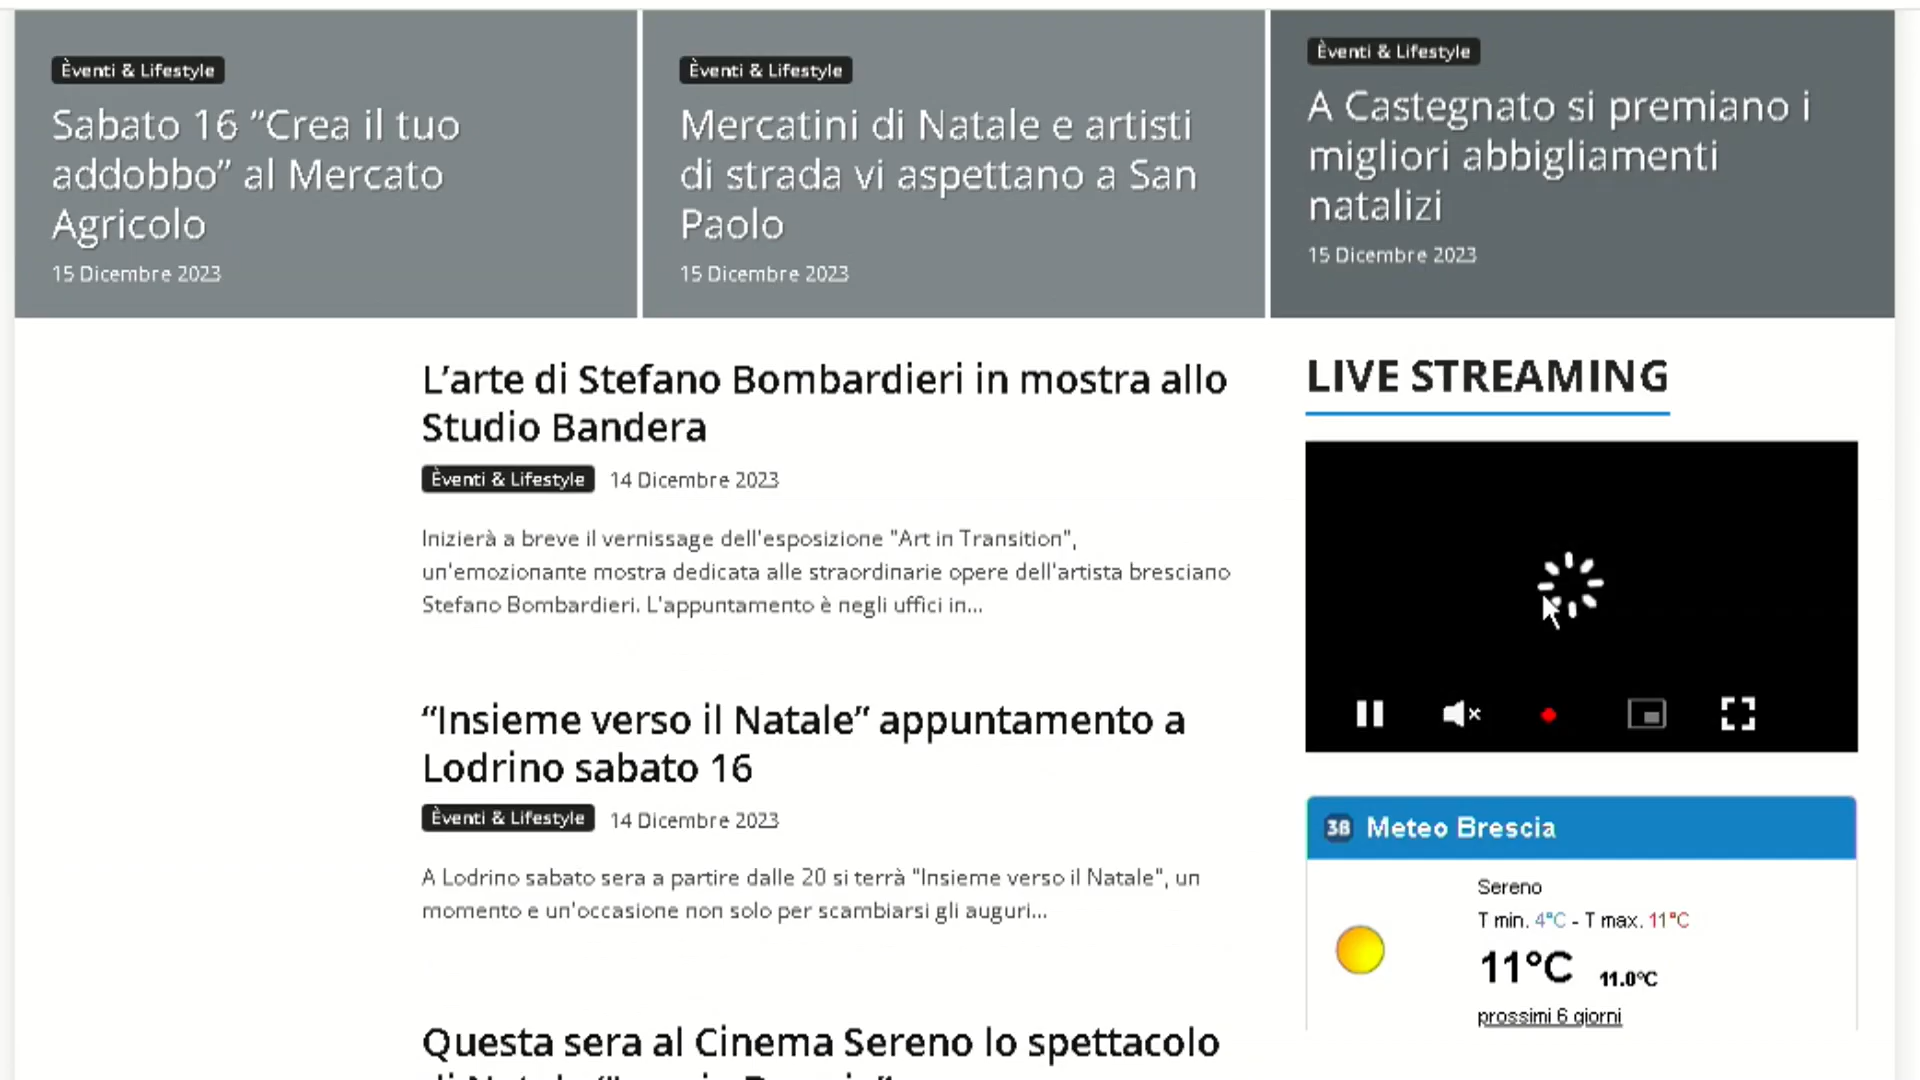 Èventi & Lifestyle
Sabato 16 “Crea il tuo
addobbo” al Mercato
Agricolo
15 Dicembre 2023
Èventi & Lifestyle
Mercatini di Natale e artisti
di strada vi aspettano a San
Paolo
15 Dicembre 2023
Èventi & Lifestyle
A Castegnato si premiano i
migliori abbigliamenti
natalizi
15 Dicembre 2023
L’arte di Stefano Bombardieri in mostra allo
Studio Bandera
Èventi & Lifestyle 14 Dicembre 2023
Inizierà a breve il vernissage dell'esposizione "Art in Transition",
un'emozionante mostra dedicata alle straordinarie opere dell'artista bresciano
Stefano Bombardieri. L'appuntamento è negli uffici in...
“Insieme verso il Natale” appuntamento a
Lodrino sabato 16
Èventi & Lifestyle 14 Dicembre 2023
A Lodrino sabato sera a partire dalle 20 si terrà "Insieme verso il Natale", un
momento e un'occasione non solo per scambiarsi gli auguri...
Questa sera al Cinema Sereno lo spettacolo
LIVE STREAMING
3B Meteo Brescia
Sereno
T min. 4°C - T max. 11°C
11°C 11.0°C
prossimi 6 giorni